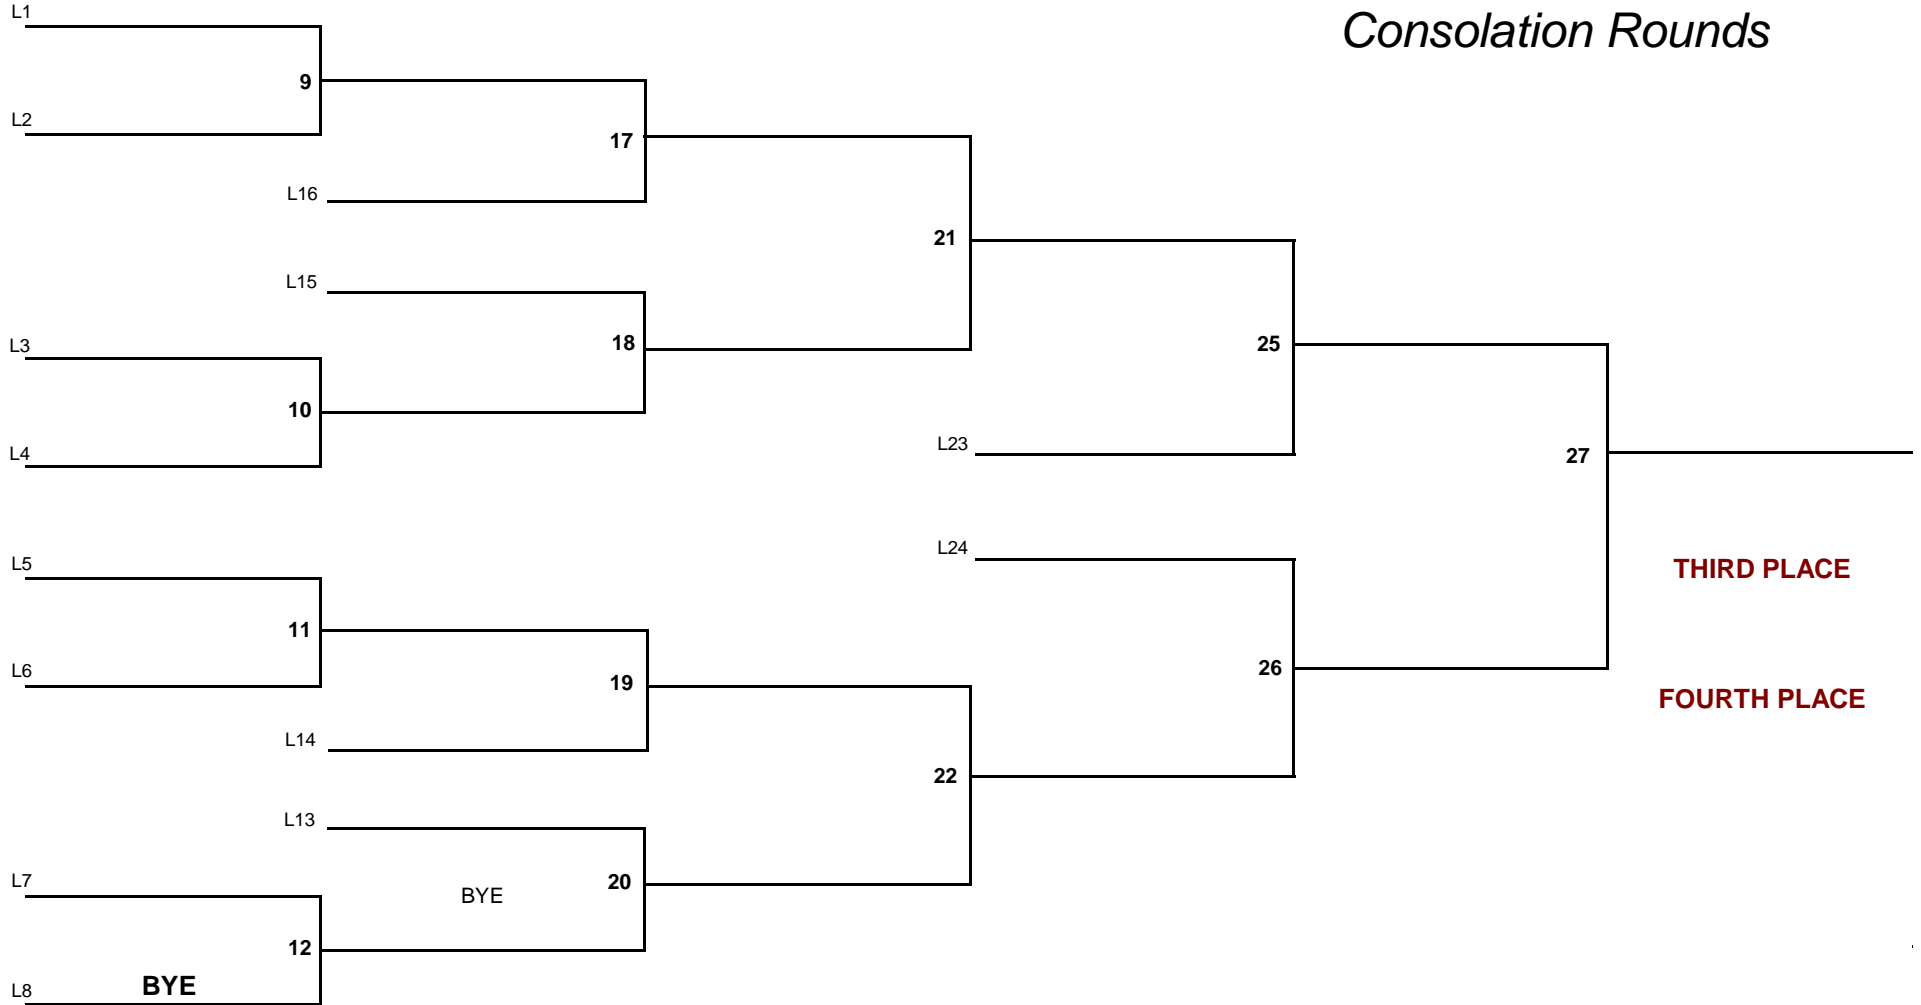 L1
Consolation Rounds
9
L2
17
L16
21
L15
18
L3
25
10
L4
L23
27
L24
L5
THIRD PLACE
11
L6
26
19
FOURTH PLACE
L14
22
L13
L7
BYE
20
12
L8
BYE